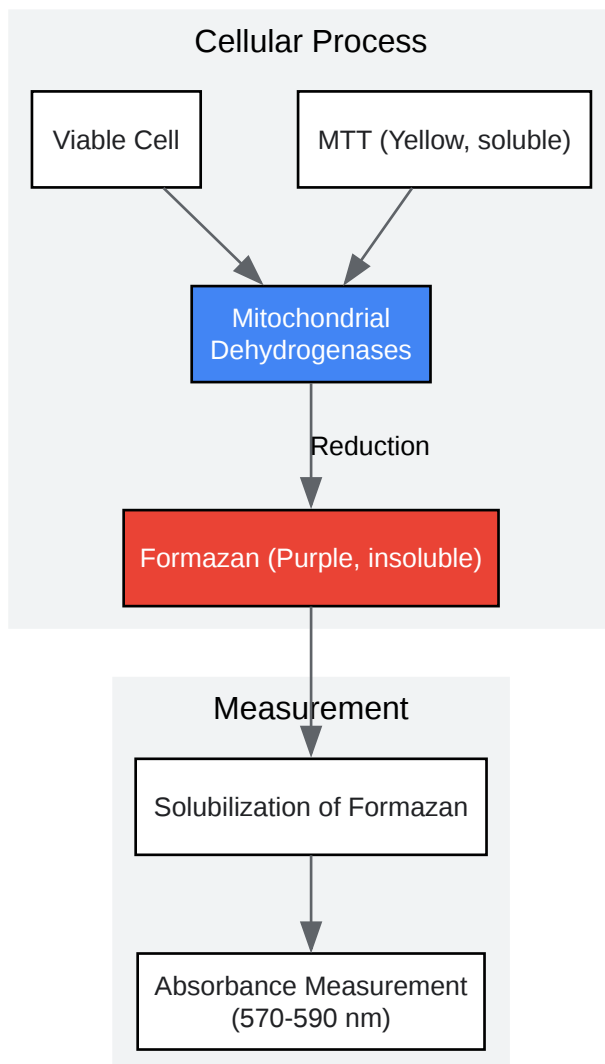 Cellular Process
Viable Cell
MTT (Yellow, soluble)
Mitochondrial
Dehydrogenases
Reduction
Formazan (Purple, insoluble)
Measurement
Solubilization of Formazan
Absorbance Measurement
(570-590 nm)